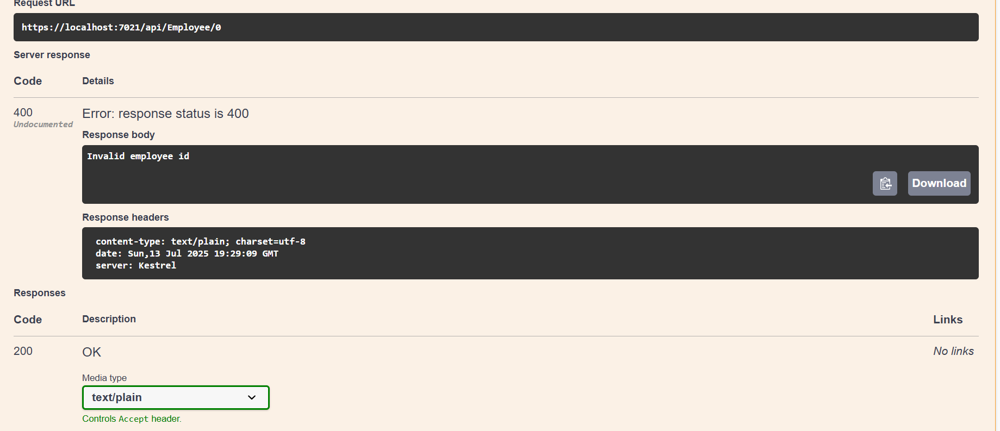 Request URL
https://localhost:7021/api/Employee/0
Server response
Code Details
400 Error: response status is 400
Undocumented
Response body
Invalid employee id
Download
Response headers
content-type: text/plain; charset=utf-8
date: Sun,13 Jul 2025 19:29:09 GMT
server: Kestrel
Responses
Code Description Links
200 OK No links
Media type
text/plain
Controls Accept header.